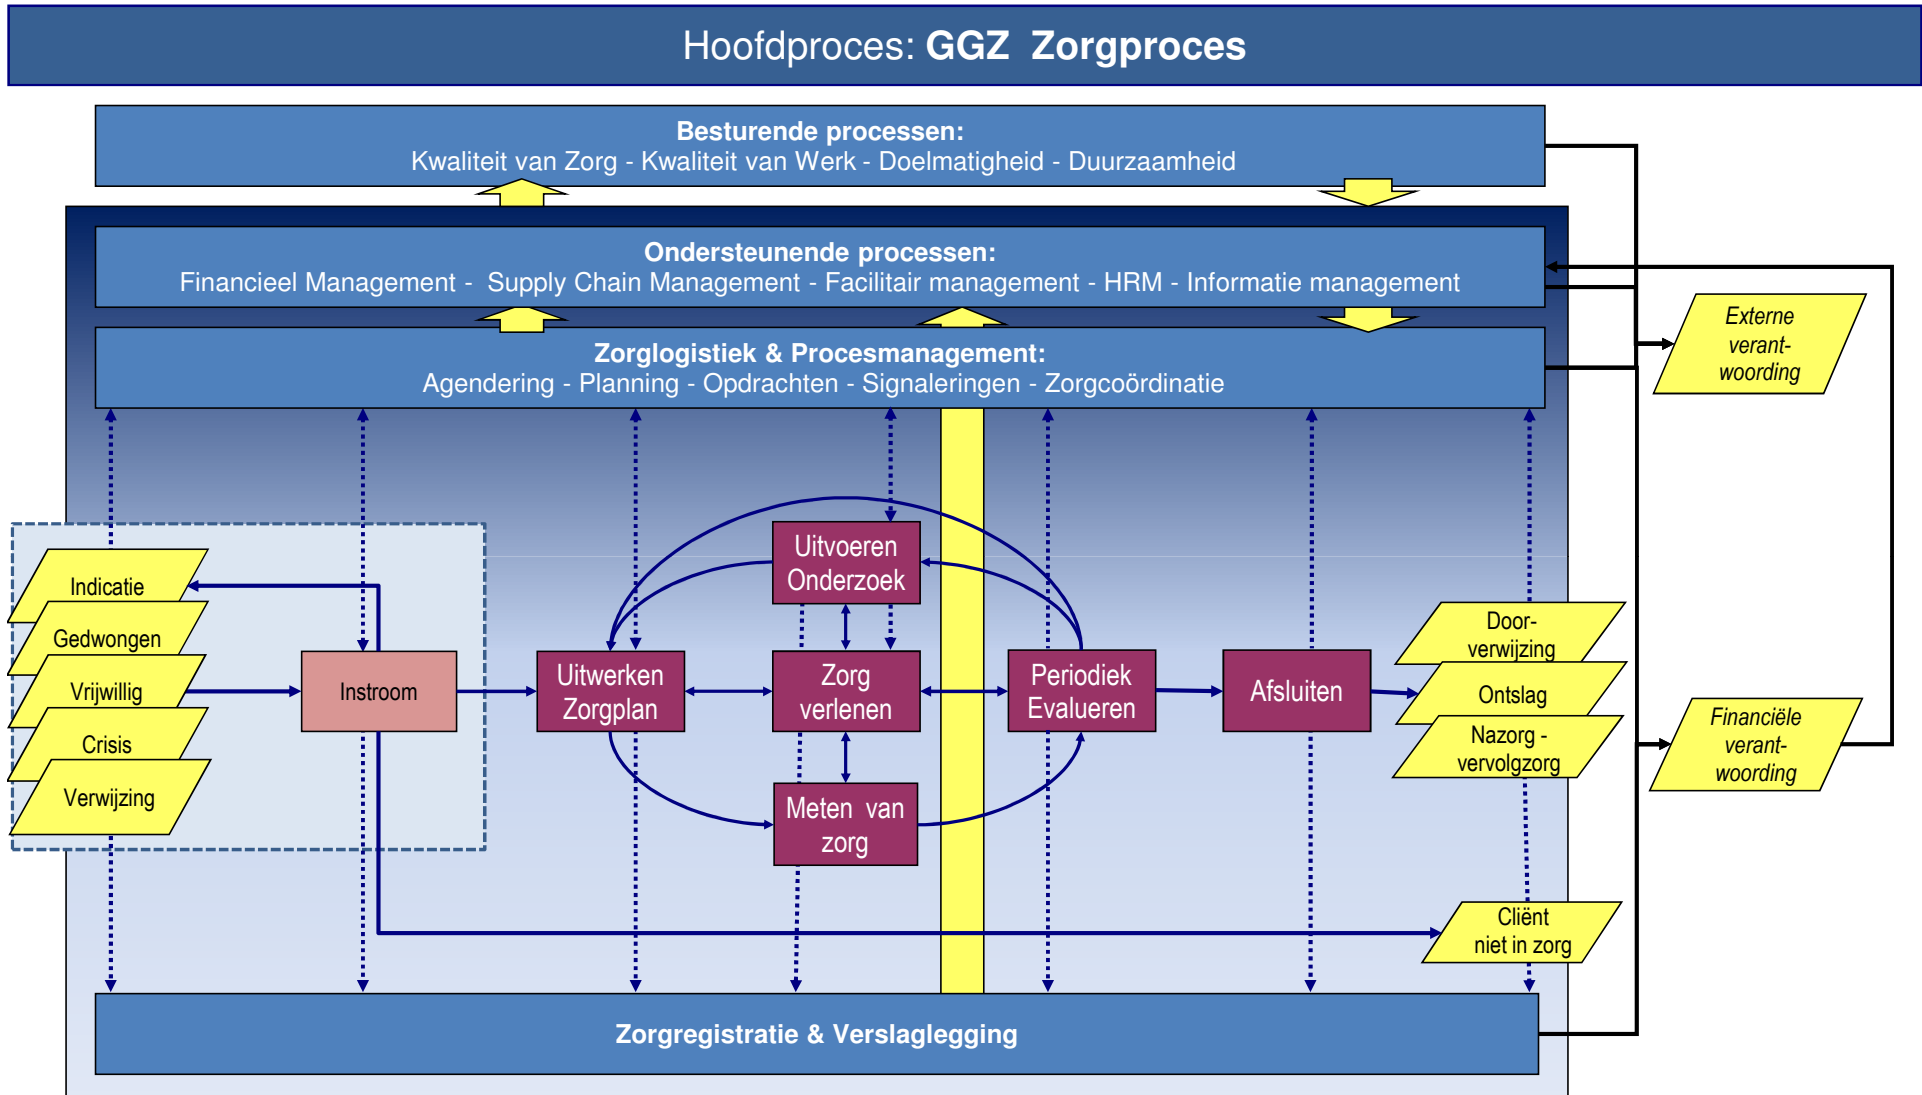 Hoofdproces: GGZ Zorgproces
Besturende processen:
Kwaliteit van Zorg - Kwaliteit van Werk - Doelmatigheid - Duurzaamheid
Ondersteunende processen:
Financieel Management - Supply Chain Management - Facilitair management - HRM - Informatie management
Zorglogistiek & Procesmanagement:
Agendering - Planning - Opdrachten - Signaleringen - Zorgcoördinatie
Externe
verant-
woording
Indicatie
Gedwongen
Vrijwillig
Crisis
Verwijzing
Instroom
Uitwerken
Zorgplan
Uitvoeren
Onderzoek
Zorg
verlenen
Meten van
zorg
Periodiek
Evalueren
Afsluiten
Door-
verwijzing
Ontslag
Nazorg -
vervolgzorg
Financiële
verant-
woording
Cliënt
niet in zorg
Zorgregistratie & Verslaglegging